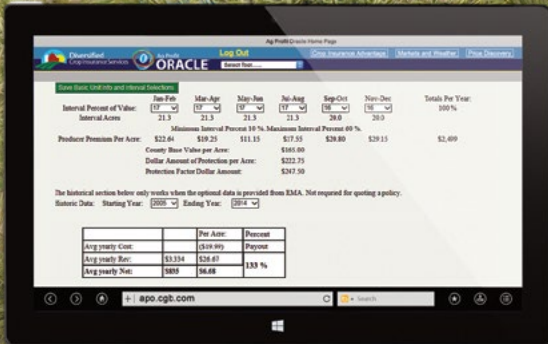 Ag Profit Oracle Home Page
Diversified Crop Insurance Services
Ag Profit ORACLE
Log Out
Select Tool......
Crop Insurance Advantage | Markets and Weather | Price Discovery
Save Basic Unit info and Interval Selections
Jan-Feb Mar-Apr May-Jun Jul-Aug Sep-Oct Nov-Dec Totals Per Year:
Interval Percent of Value: 17 17 17 17 16 16 100 %
Interval Acres 21.3 21.3 21.3 21.3 20.0 20.0
Minimum Interval Percent 10 %. Maximum Interval Percent 60 %.
Producer Premium Per Acre: $22.64 $19.25 $11.15 $17.55 $20.80 $29.15 $2,499
County Base Value per Acre: $165.00
Dollar Amount of Protection per Acre: $222.75
Protection Factor Dollar Amount: $247.50
The historical section below only works when the optional data is provided from RMA. Not required for quoting a policy.
Historic Data: Starting Year: 2005 Ending Year: 2014
Per Acre: Percent
Avg yearly Cost: ($19.99) Payout
Avg yearly Rev: $3,334 $26.67 133 %
Avg yearly Net: $835 $6.68
+ apo.cgb.com Search